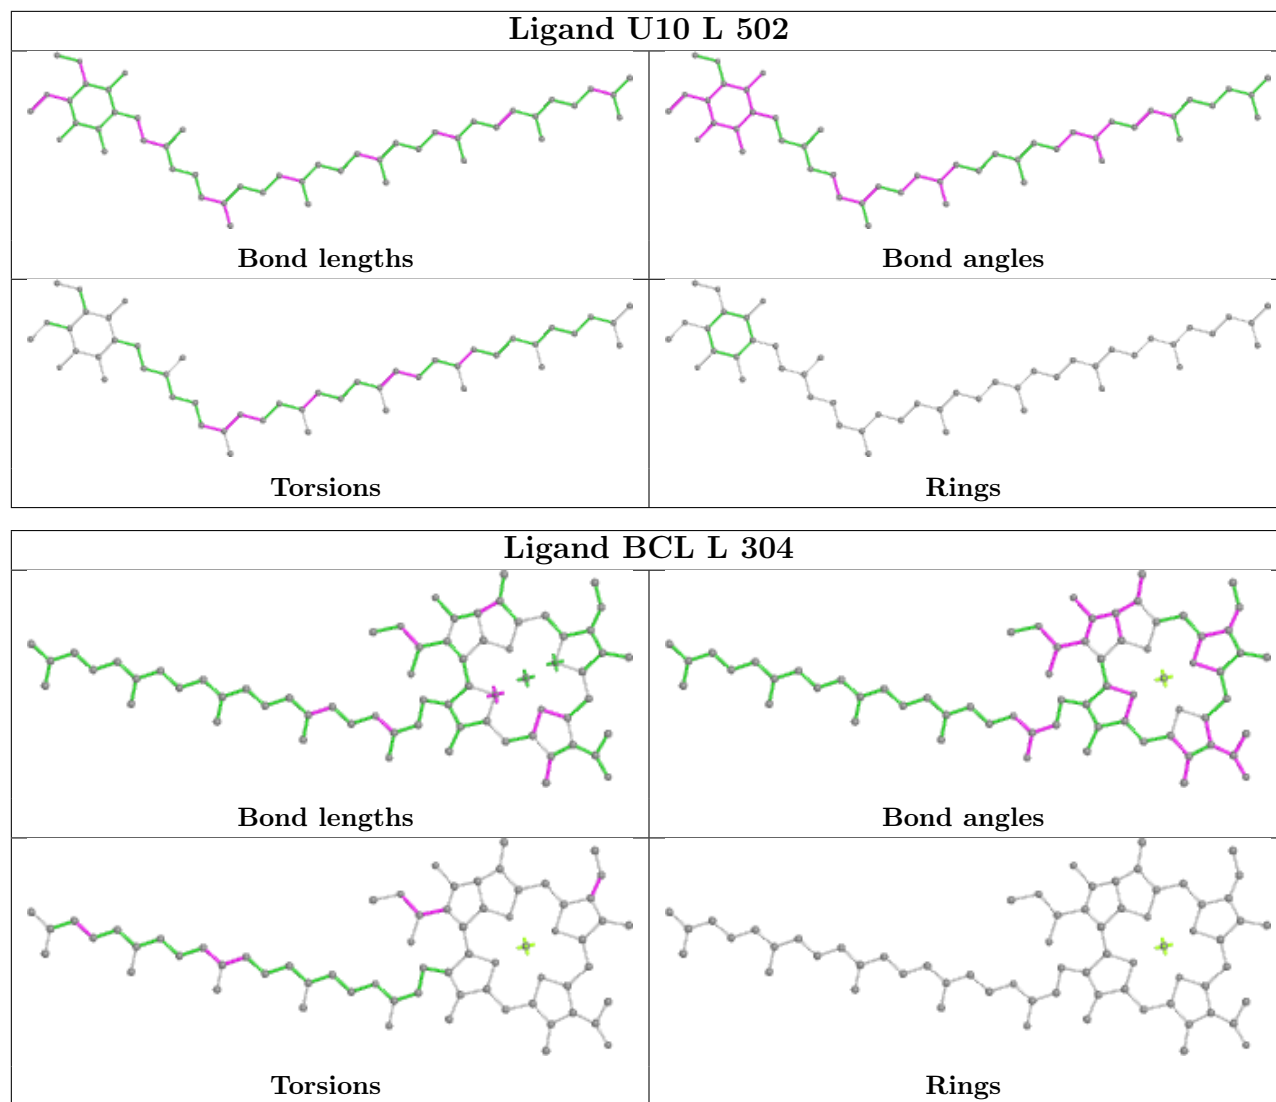 Ligand U10 L 502
Bond lengths
Bond angles
Torsions
Rings
Ligand BCL L 304
Bond lengths
Bond angles
Torsions
Rings